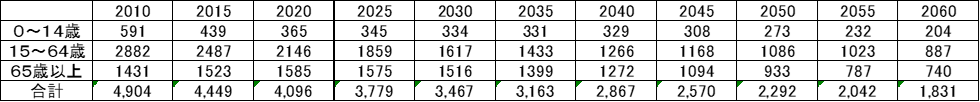 2010 2015 2020 2025 2030 2035 2040 2045 2050 2055 2060
0～14歳 591 439 365 345 334 331 329 308 273 232 204
15～64歳 2882 2487 2146 1859 1617 1433 1266 1168 1086 1023 887
65歳以上 1431 1523 1585 1575 1516 1399 1272 1094 933 787 740
合計 4,904 4,449 4,096 3,779 3,467 3,163 2,867 2,570 2,292 2,042 1,831